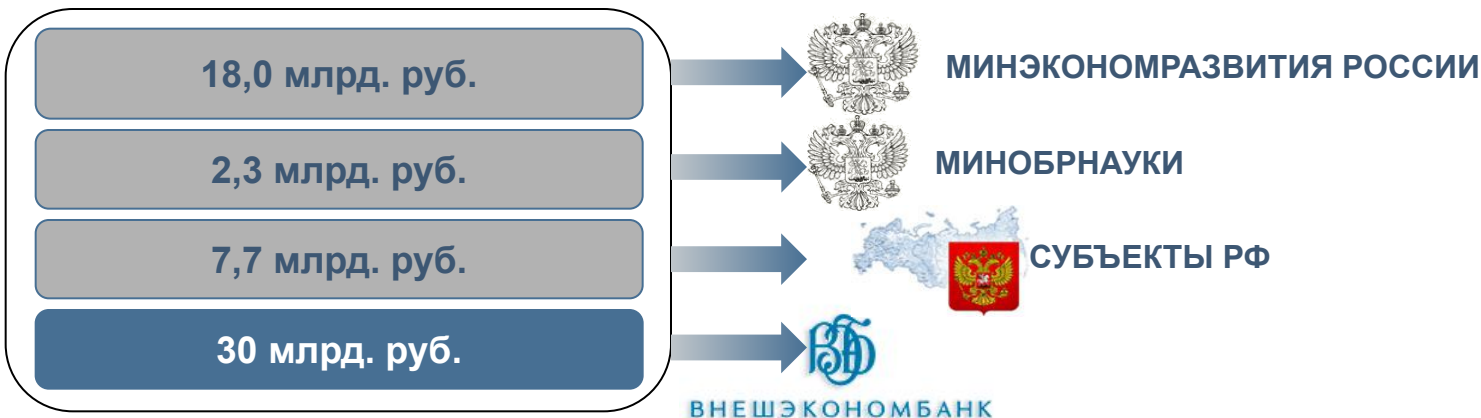 18,0 млрд. руб.
МИНЭКОНОМРАЗВИТИЯ РОССИИ
2,3 млрд. руб.
МИНОБРНАУКИ
7,7 млрд. руб.
СУБЪЕКТЫ РФ
30 млрд. руб.
ВЭБ
ВНЕШЭКОНОМБАНК